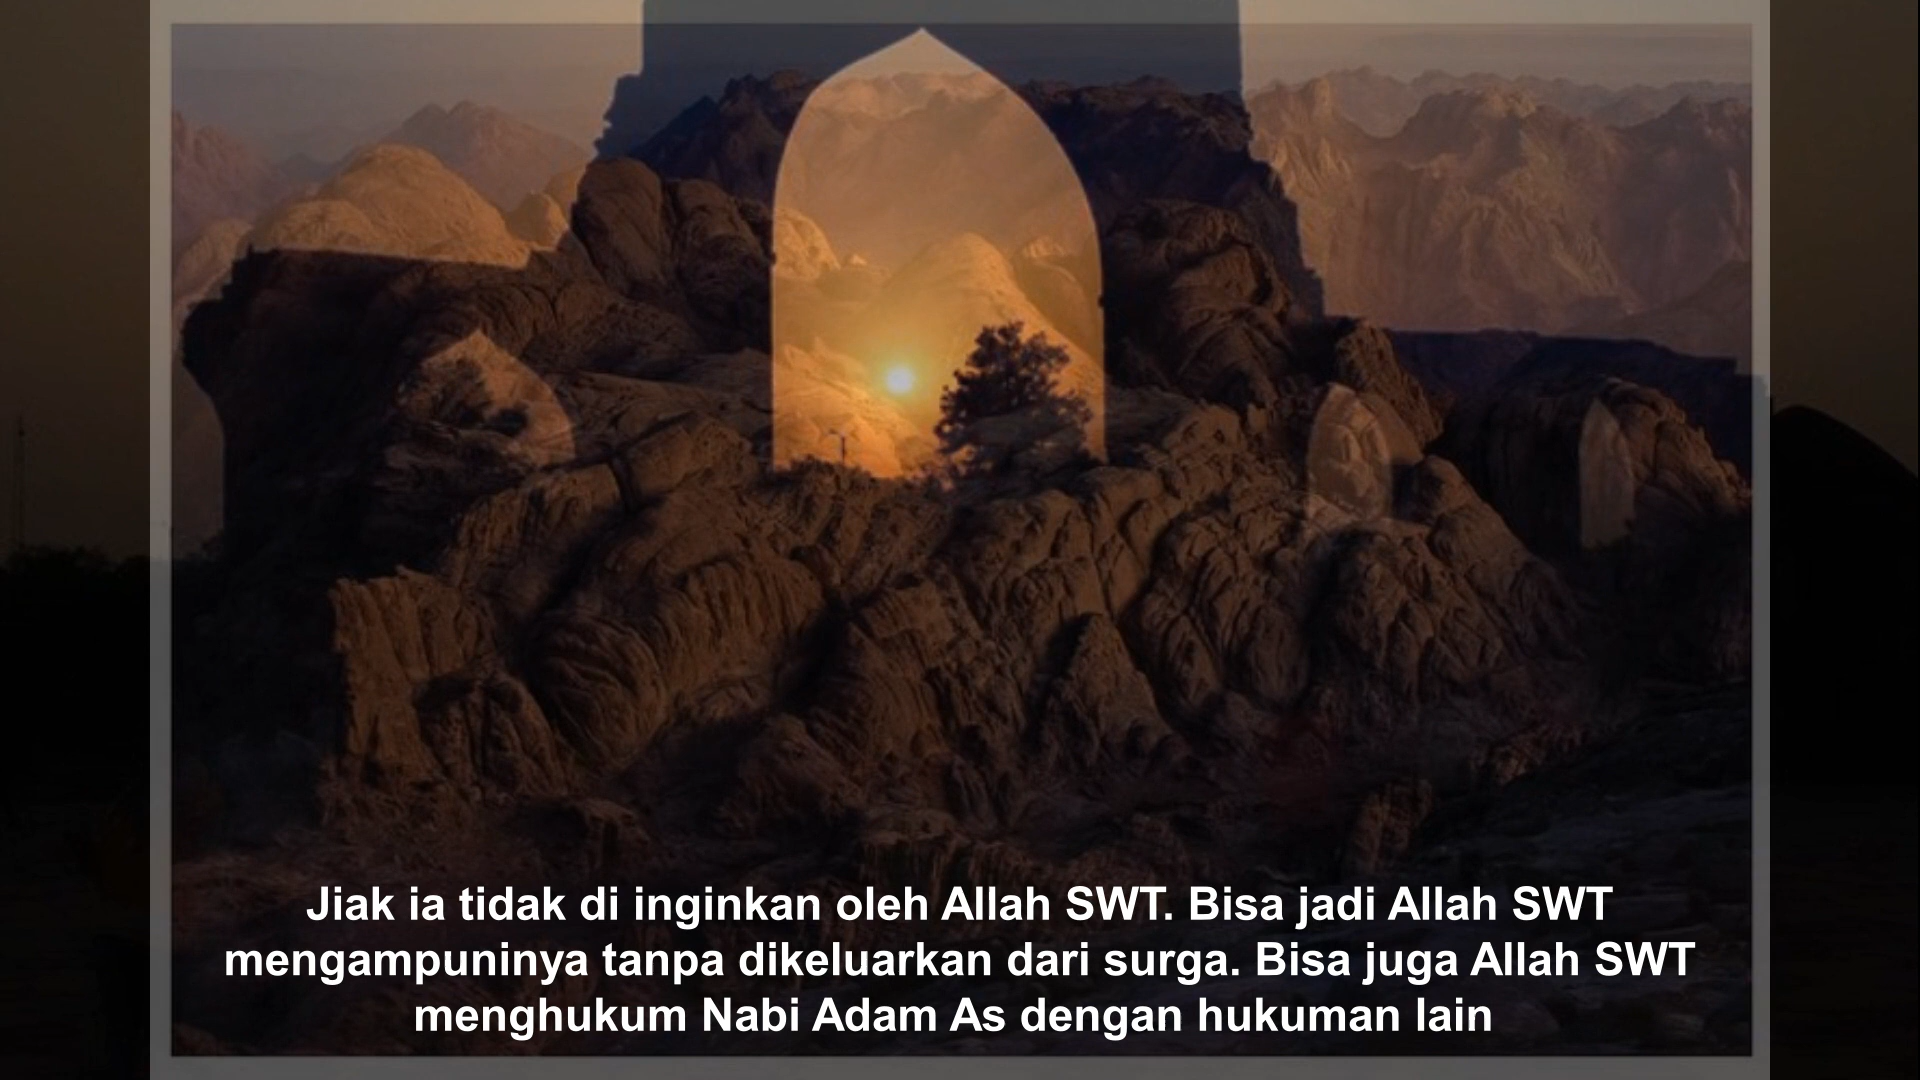 Jiak ia tidak di inginkan oleh Allah SWT. Bisa jadi Allah SWT
mengampuninya tanpa dikeluarkan dari surga. Bisa juga Allah SWT
menghukum Nabi Adam As dengan hukuman lain